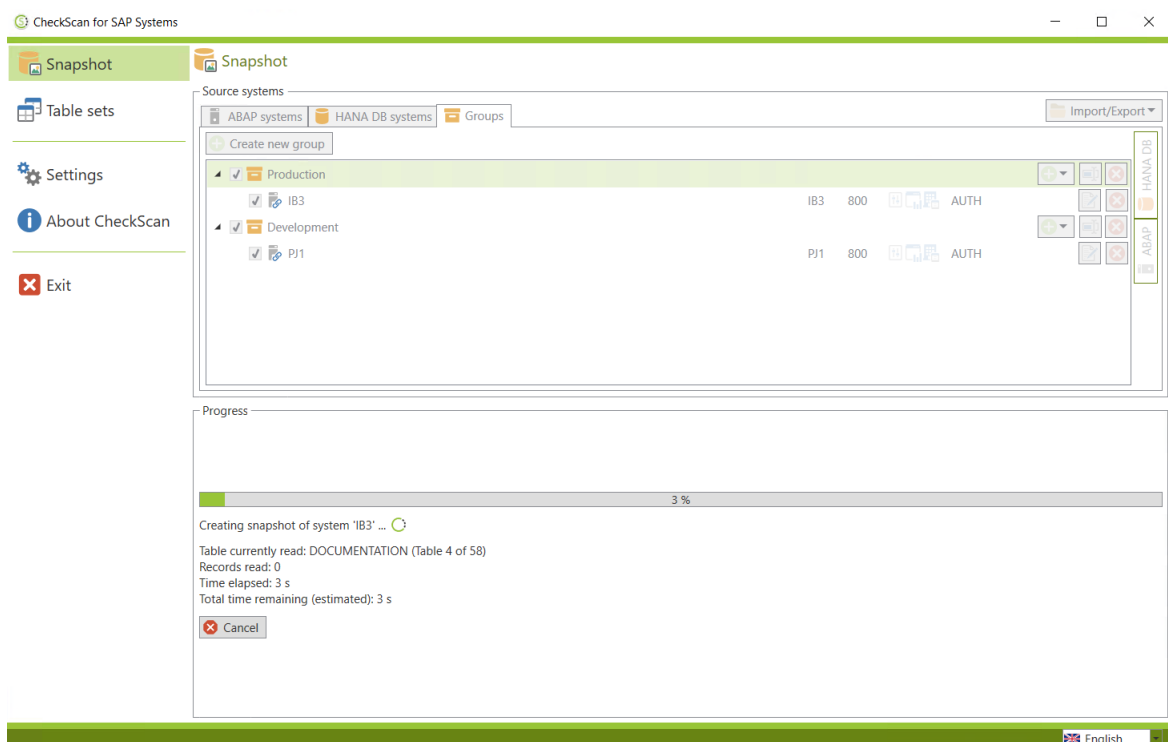 CheckScan for SAP Systems
Snapshot
Table sets
Settings
About CheckScan
Exit
Snapshot
Source systems
ABAP systems HANA DB systems Groups Import/Export
Create new group
Production
IB3 IB3 800 AUTH
Development
PJ1 PJ1 800 AUTH
HANA DB
ABAP
Progress
3 %
Creating snapshot of system 'IB3' ...
Table currently read: DOCUMENTATION (Table 4 of 58)
Records read: 0
Time elapsed: 3 s
Total time remaining (estimated): 3 s
Cancel
English